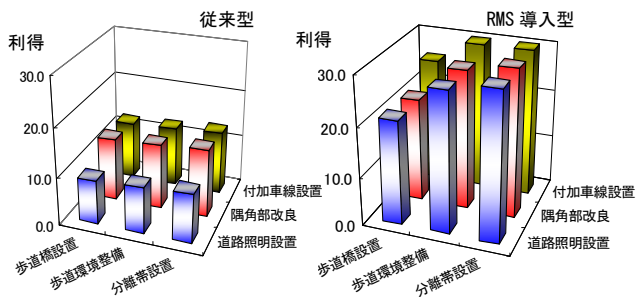 従来型
利得
30.0
20.0
10.0
0.0
付加車線設置
隅角部改良
道路照明設置
歩道橋設置
歩道環境整備
分離帯設置
RMS 導入型
利得
30.0
20.0
10.0
0.0
付加車線設置
隅角部改良
道路照明設置
歩道橋設置
歩道環境整備
分離帯設置